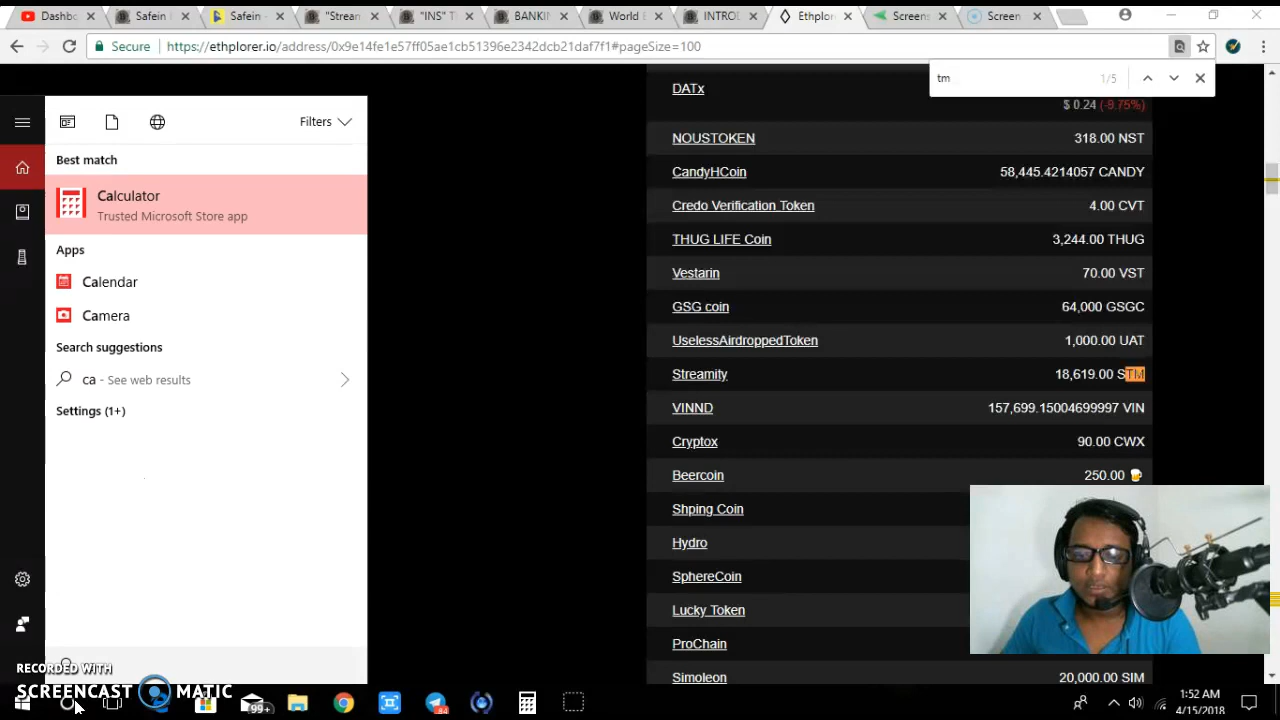 Dashbo
Safein I
Safein -
"Stream
"INS" T
BANKIN
World E
INTROL
Ethplor
Screens
Screen
Secure
https://ethplorer.io/address/0x9e14fe1e57ff05ae1cb51396e2342dcb21daf7f1#pageSize=100
tm 1/5
Filters
Best match
Calculator
Trusted Microsoft Store app
Apps
Calendar
Camera
Search suggestions
ca - See web results
Settings (1+)
DATx
$ 0.24 (-9.75%)
NOUSTOKEN 318.00 NST
CandyHCoin 58,445.4214057 CANDY
Credo Verification Token 4.00 CVT
THUG LIFE Coin 3,244.00 THUG
Vestarin 70.00 VST
GSG coin 64,000 GSGC
UselessAirdroppedToken 1,000.00 UAT
Streamity 18,619.00 STM
VINND 157,699.15004699997 VIN
Cryptox 90.00 CWX
Beercoin 250.00 🍺
Shping Coin
Hydro
SphereCoin
Lucky Token
ProChain
Simoleon 20,000.00 SIM
RECORDED WITH
SCREENCAST MATIC
99+
84
1:52 AM
4/15/2018